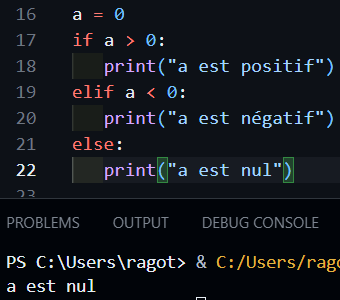 16 a = 0
17 if a > 0:
18 print("a est positif")
19 elif a < 0:
20 print("a est négatif")
21 else:
22 print("a est nul")
23
PROBLEMS OUTPUT DEBUG CONSOLE
PS C:\Users\ragot> & C:/Users/rago
a est nul